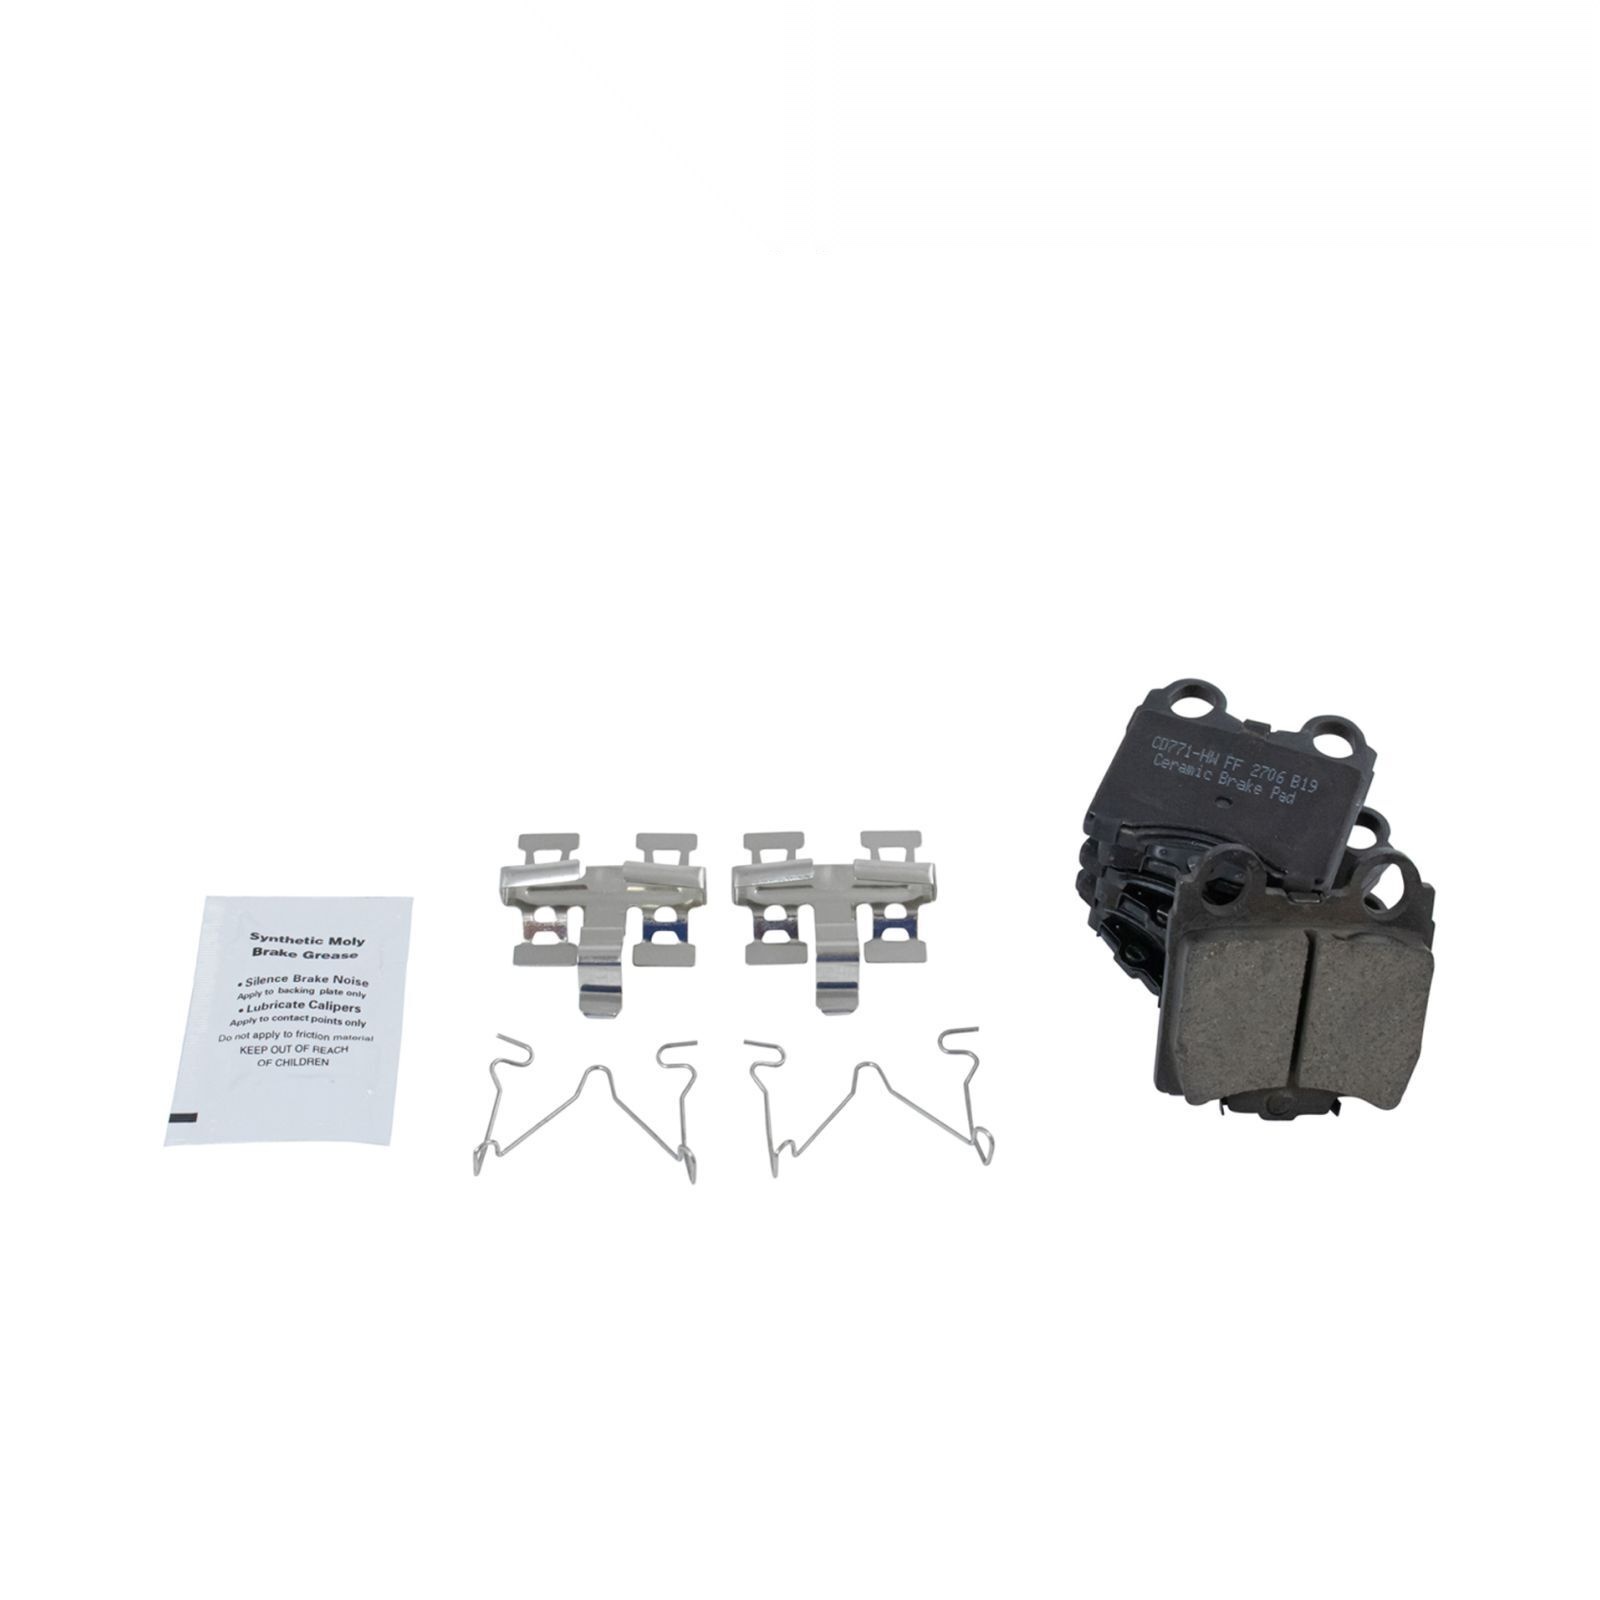 CD771-HW FF 2706 B19
Ceramic Brake Pad
Synthetic Moly
Brake Grease
• Silence Brake Noise
Apply to backing plate only
• Lubricate Calipers
Apply to contact points only
Do not apply to friction material
KEEP OUT OF REACH
OF CHILDREN